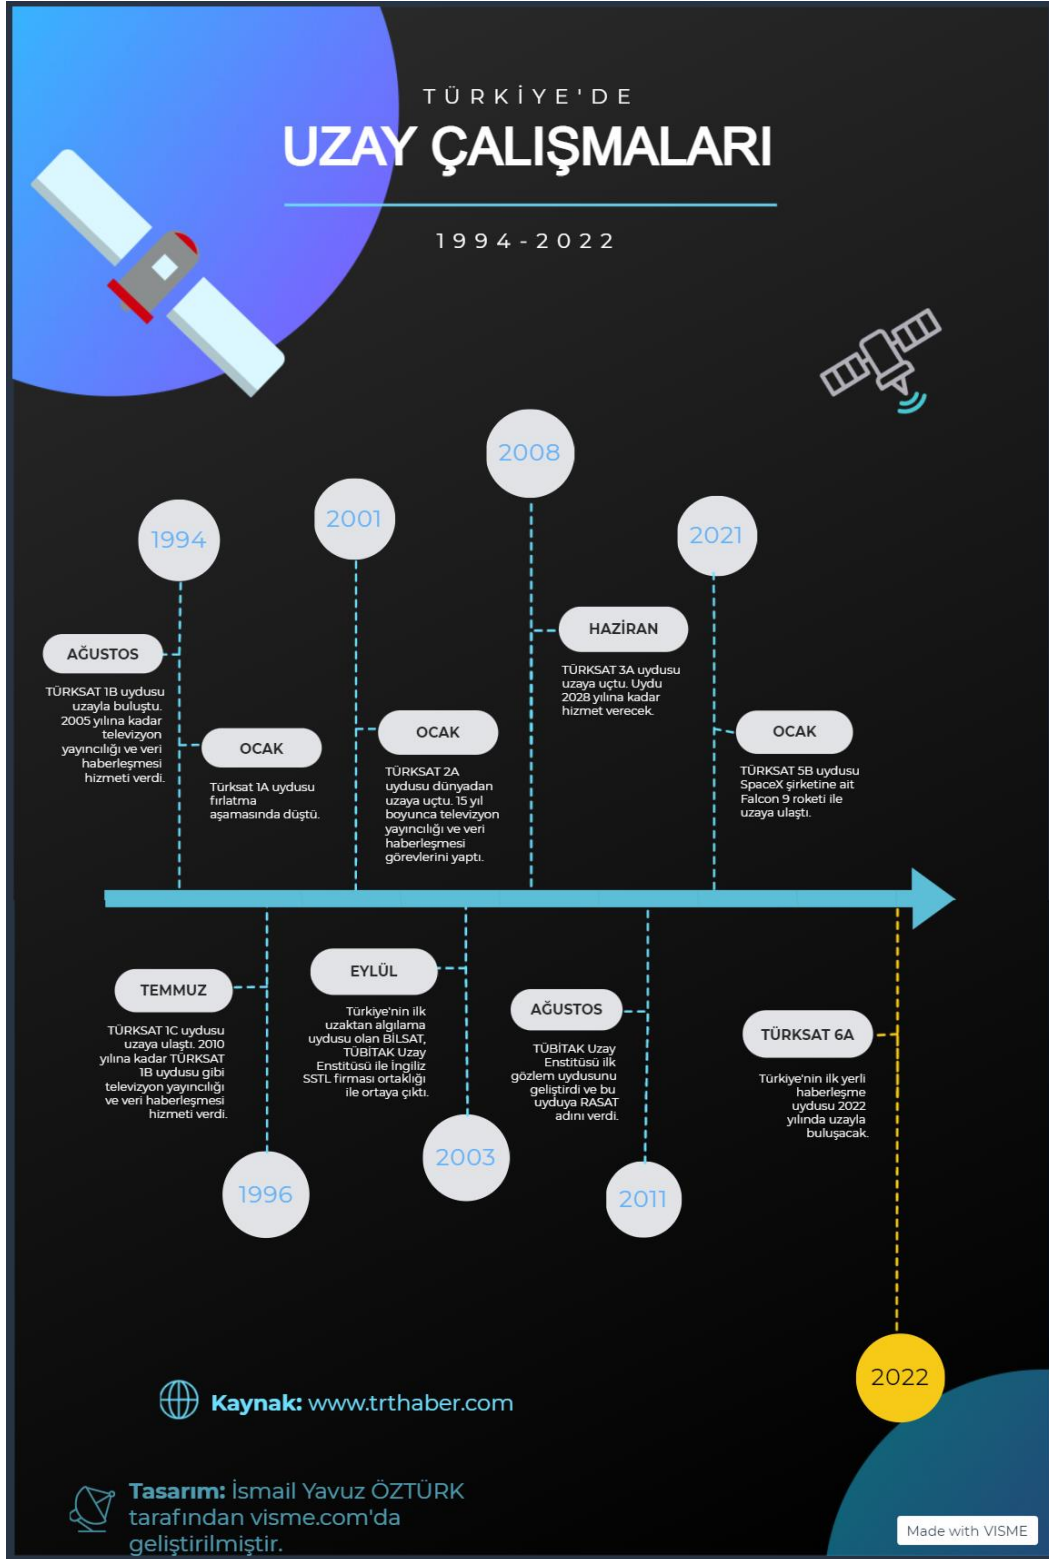 TÜRKİYE'DE
UZAY ÇALIŞMALARI
1994-2022
1994
AĞUSTOS
TÜRKSAT 1B uydusu
uzayla buluştu.
2005 yılına kadar
televizyon
yayıncılığı ve veri
haberleşmesi
hizmeti verdi.
OCAK
Türksat 1A uydusu
fırlatma
aşamasında düştü.
2001
OCAK
TÜRKSAT 2A
uydusu dünyadan
uzaya uçtu. 15 yıl
boyunca televizyon
yayıncılığı ve veri
haberleşmesi
görevlerini yaptı.
2008
HAZİRAN
TÜRKSAT 3A uydusu
uzaya uçtu. Uydu
2028 yılına kadar
hizmet verecek.
2021
OCAK
TÜRKSAT 5B uydusu
SpaceX şirketine ait
Falcon 9 roketi ile
uzaya ulaştı.
TEMMUZ
TÜRKSAT 1C uydusu
uzaya ulaştı. 2010
yılına kadar TÜRKSAT
1B uydusu gibi
televizyon yayıncılığı
ve veri haberleşmesi
hizmeti verdi.
1996
EYLÜL
Türkiye'nin ilk
uzaktan algılama
uydusu olan BİLSAT,
TÜBİTAK Uzay
Enstitüsü ile İngiliz
SSTL firması ortaklığı
ile ortaya çıktı.
2003
AĞUSTOS
TÜBİTAK Uzay
Enstitüsü ilk
gözlem uydusunu
geliştirdi ve bu
uyduya RASAT
adını verdi.
2011
TÜRKSAT 6A
Türkiye'nin ilk yerli
haberleşme
uydusu 2022
yılında uzayla
buluşacak.
2022
Kaynak: www.trthaber.com
Tasarım: İsmail Yavuz ÖZTÜRK
tarafından visme.com'da
geliştirilmiştir.
Made with VISME